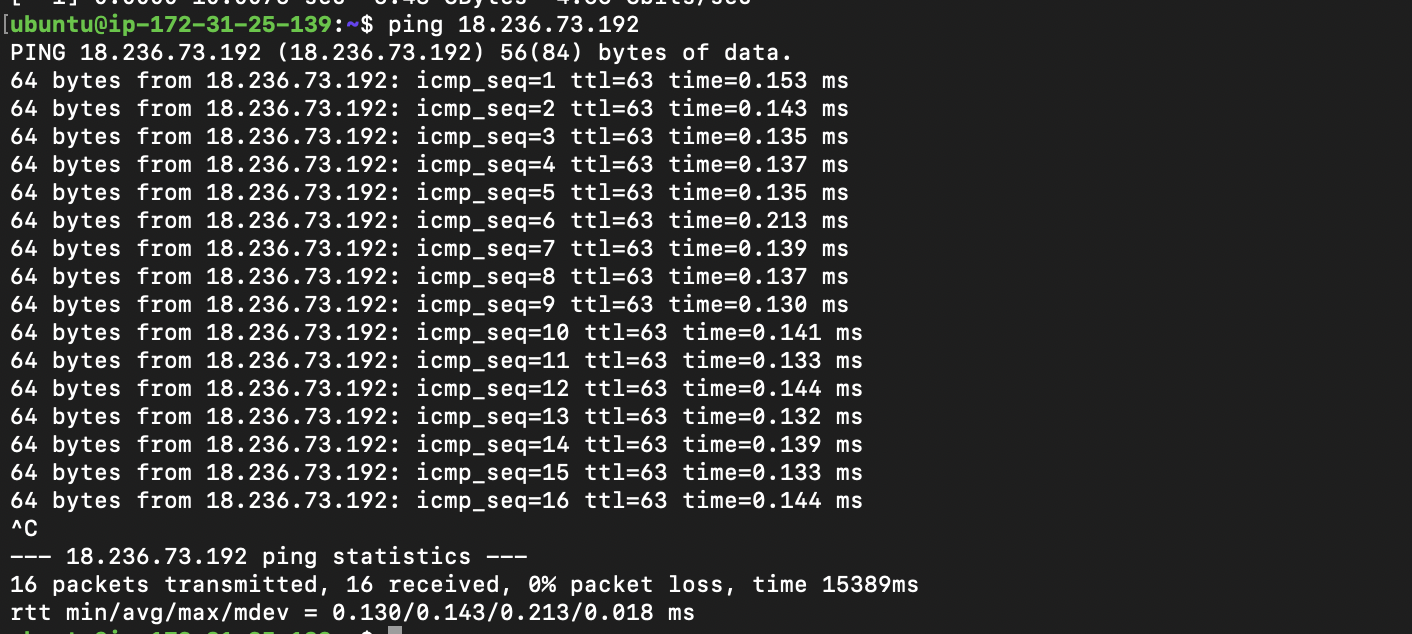 [ubuntu@ip-172-31-25-139:~$ ping 18.236.73.192
PING 18.236.73.192 (18.236.73.192) 56(84) bytes of data.
64 bytes from 18.236.73.192: icmp_seq=1 ttl=63 time=0.153 ms
64 bytes from 18.236.73.192: icmp_seq=2 ttl=63 time=0.143 ms
64 bytes from 18.236.73.192: icmp_seq=3 ttl=63 time=0.135 ms
64 bytes from 18.236.73.192: icmp_seq=4 ttl=63 time=0.137 ms
64 bytes from 18.236.73.192: icmp_seq=5 ttl=63 time=0.135 ms
64 bytes from 18.236.73.192: icmp_seq=6 ttl=63 time=0.213 ms
64 bytes from 18.236.73.192: icmp_seq=7 ttl=63 time=0.139 ms
64 bytes from 18.236.73.192: icmp_seq=8 ttl=63 time=0.137 ms
64 bytes from 18.236.73.192: icmp_seq=9 ttl=63 time=0.130 ms
64 bytes from 18.236.73.192: icmp_seq=10 ttl=63 time=0.141 ms
64 bytes from 18.236.73.192: icmp_seq=11 ttl=63 time=0.133 ms
64 bytes from 18.236.73.192: icmp_seq=12 ttl=63 time=0.144 ms
64 bytes from 18.236.73.192: icmp_seq=13 ttl=63 time=0.132 ms
64 bytes from 18.236.73.192: icmp_seq=14 ttl=63 time=0.139 ms
64 bytes from 18.236.73.192: icmp_seq=15 ttl=63 time=0.133 ms
64 bytes from 18.236.73.192: icmp_seq=16 ttl=63 time=0.144 ms
^C
--- 18.236.73.192 ping statistics ---
16 packets transmitted, 16 received, 0% packet loss, time 15389ms
rtt min/avg/max/mdev = 0.130/0.143/0.213/0.018 ms